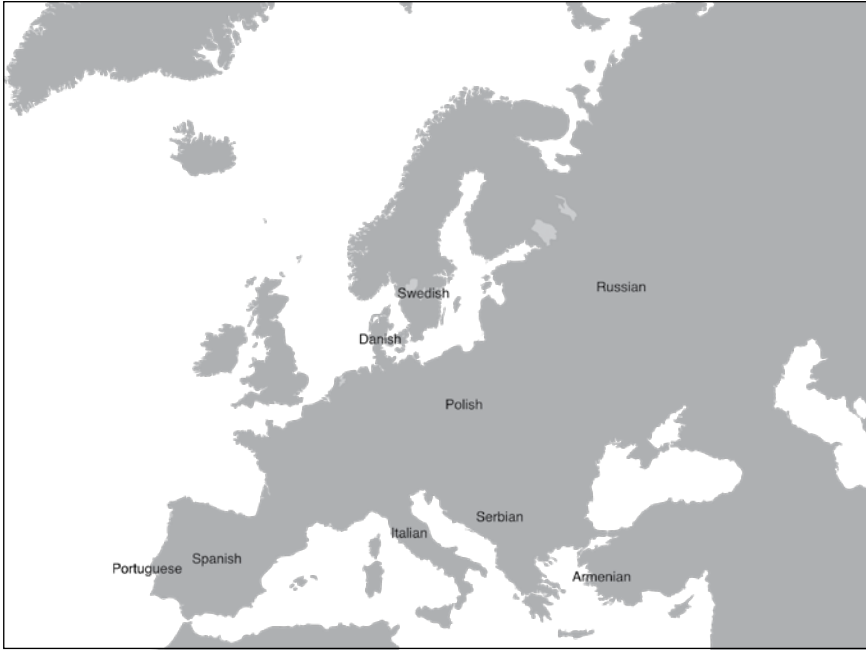 Russian
Swedish
Danish
Polish
Serbian
Italian
Spanish
Portuguese
Armenian